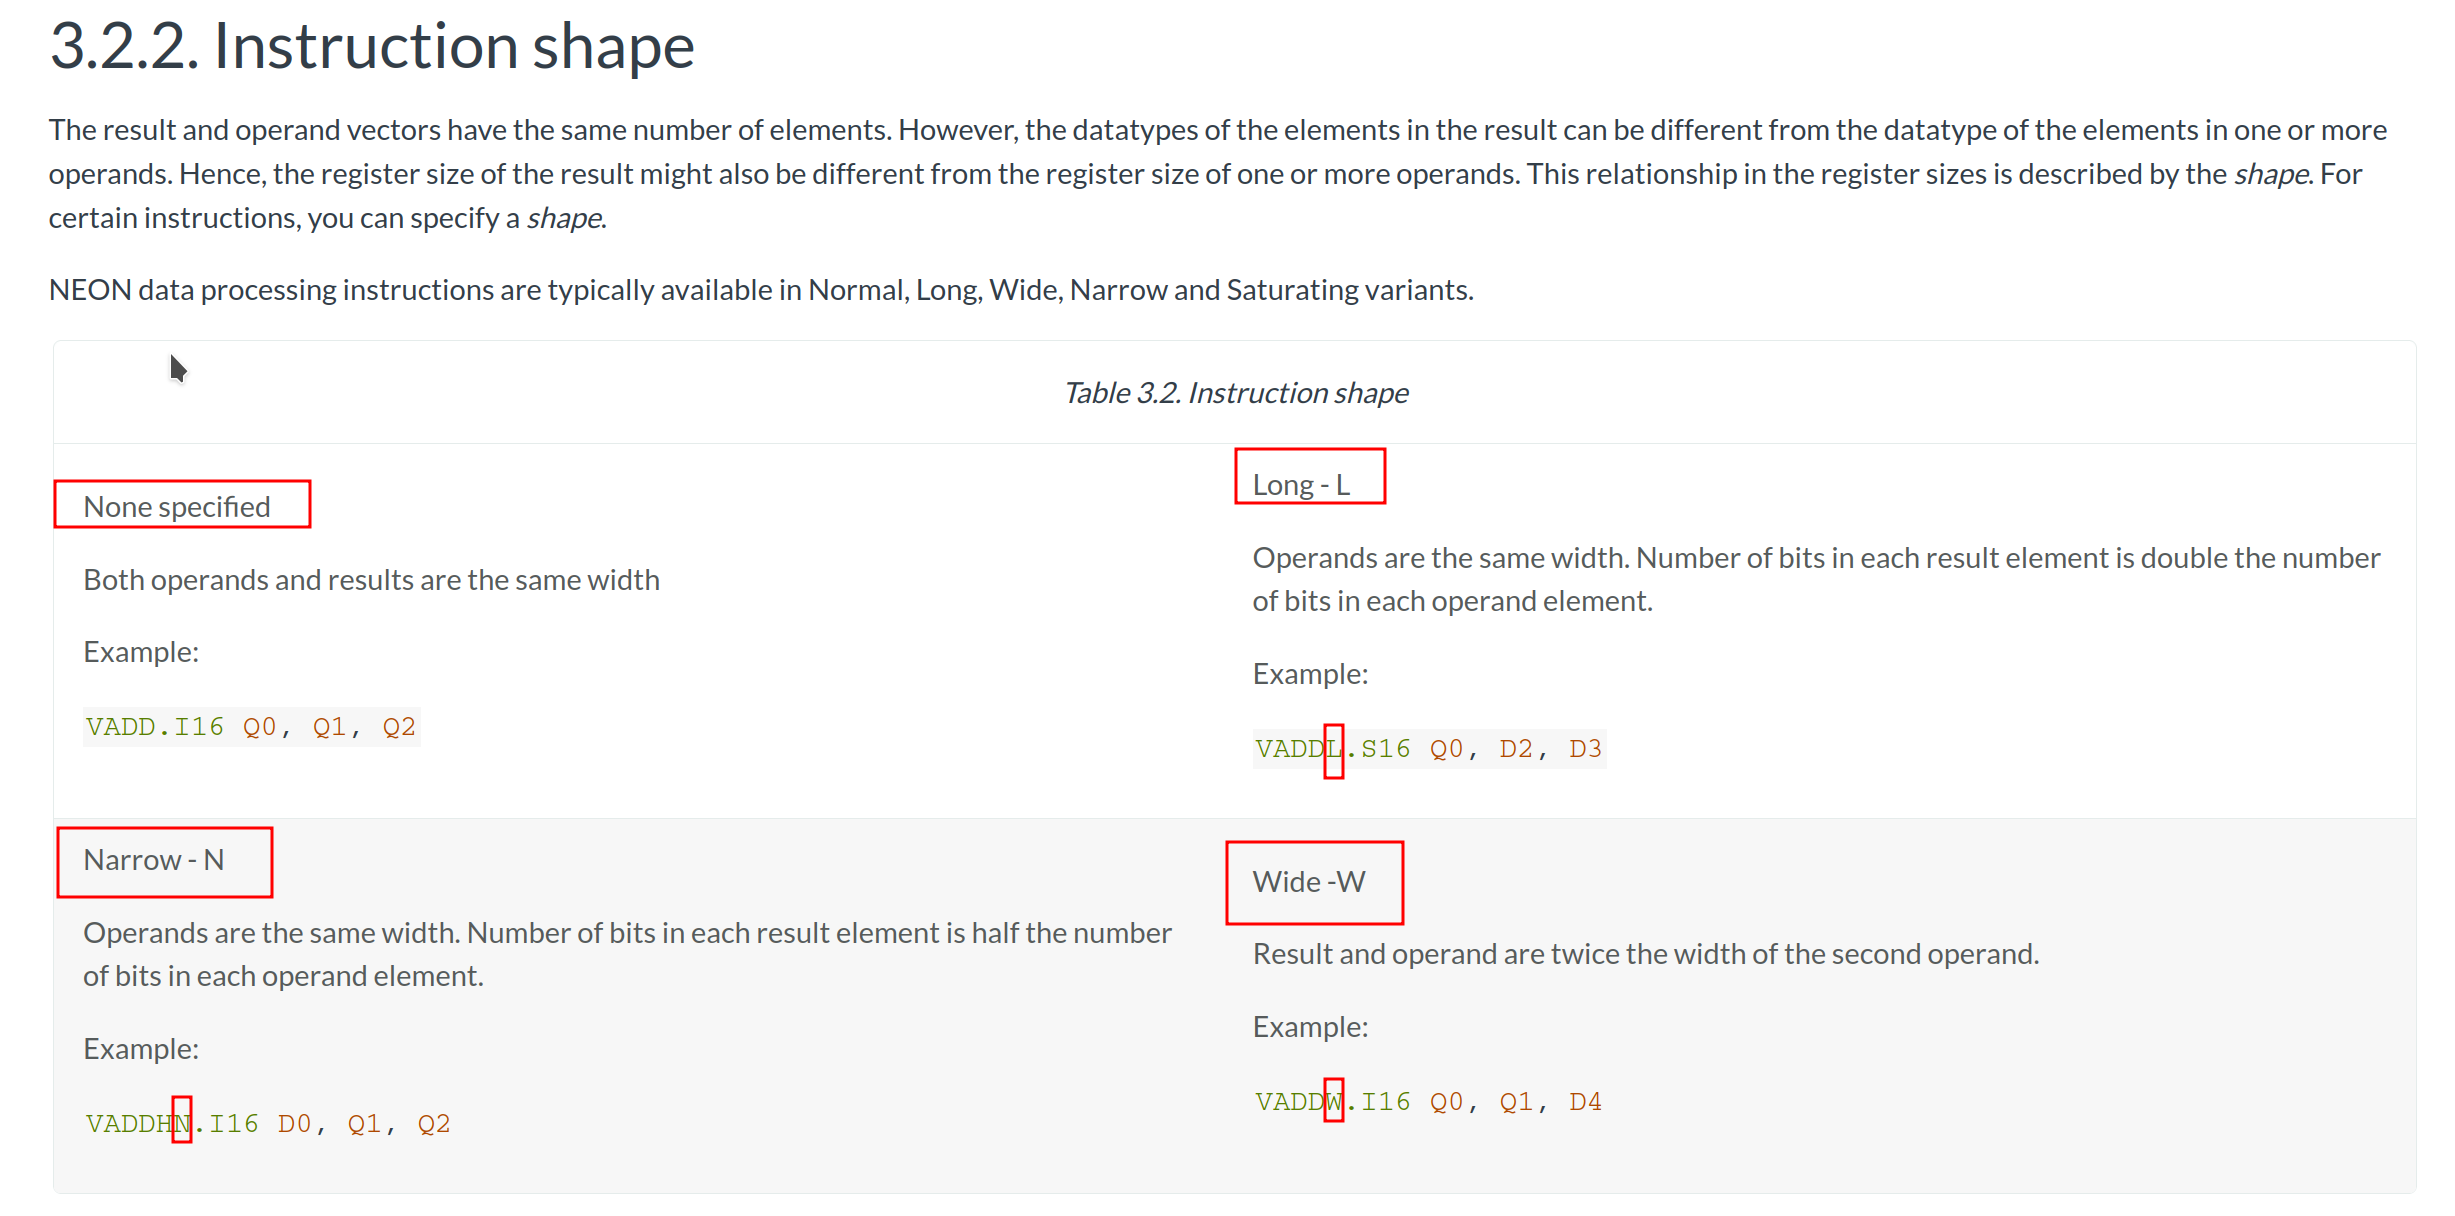 3.2.2. Instruction shape
The result and operand vectors have the same number of elements. However, the datatypes of the elements in the result can be different from the datatype of the elements in one or more
operands. Hence, the register size of the result might also be different from the register size of one or more operands. This relationship in the register sizes is described by the shape. For
certain instructions, you can specify a shape.
NEON data processing instructions are typically available in Normal, Long, Wide, Narrow and Saturating variants.
Table 3.2. Instruction shape
None specified
Both operands and results are the same width
Example:
VADD.I16 Q0, Q1, Q2
Long - L
Operands are the same width. Number of bits in each result element is double the number
of bits in each operand element.
Example:
VADDL.S16 Q0, D2, D3
Narrow - N
Operands are the same width. Number of bits in each result element is half the number
of bits in each operand element.
Example:
VADDHN.I16 D0, Q1, Q2
Wide -W
Result and operand are twice the width of the second operand.
Example:
VADDW.I16 Q0, Q1, D4